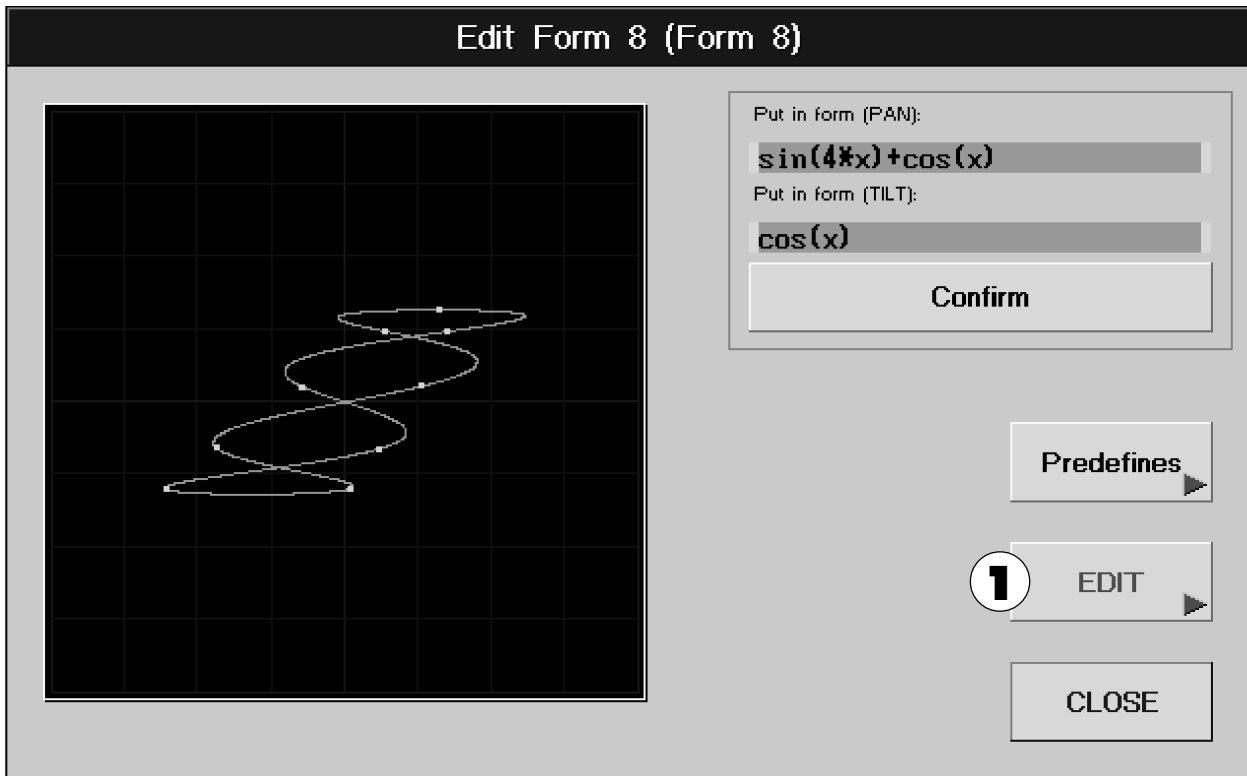 Edit Form 8 (Form 8)
Put in form (PAN):
sin(4*x)+cos(x)
Put in form (TILT):
cos(x)
Confirm
Predefines
1
EDIT
CLOSE